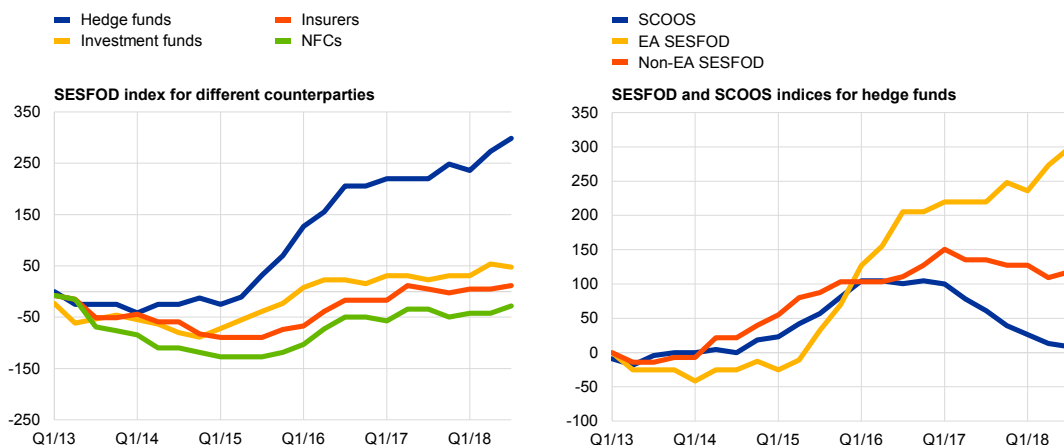 Hedge funds
Insurers
Investment funds
NFCs
SESFOD index for different counterparties
350
250
150
50
-50
-150
-250
Q1/13
Q1/14
Q1/15
Q1/16
Q1/17
Q1/18
SCOOS
EA SESFOD
Non-EA SESFOD
SESFOD and SCOOS indices for hedge funds
350
300
250
200
150
100
50
0
-50
-100
Q1/13
Q1/14
Q1/15
Q1/16
Q1/17
Q1/18